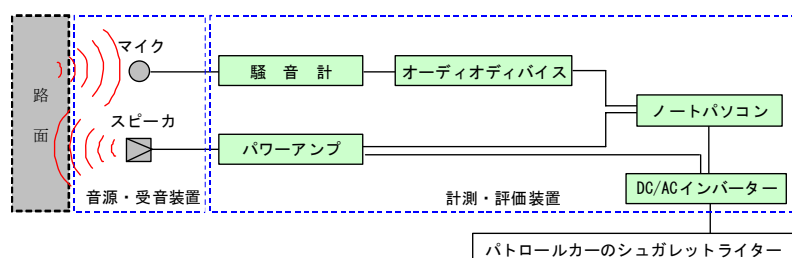 マイク
騒音計
オーディオディバイス
路面
スピーカ
ノートパソコン
パワーアンプ
音源・受音装置
計測・評価装置
DC/ACインバーター
パトロールカーのシュガレットライター